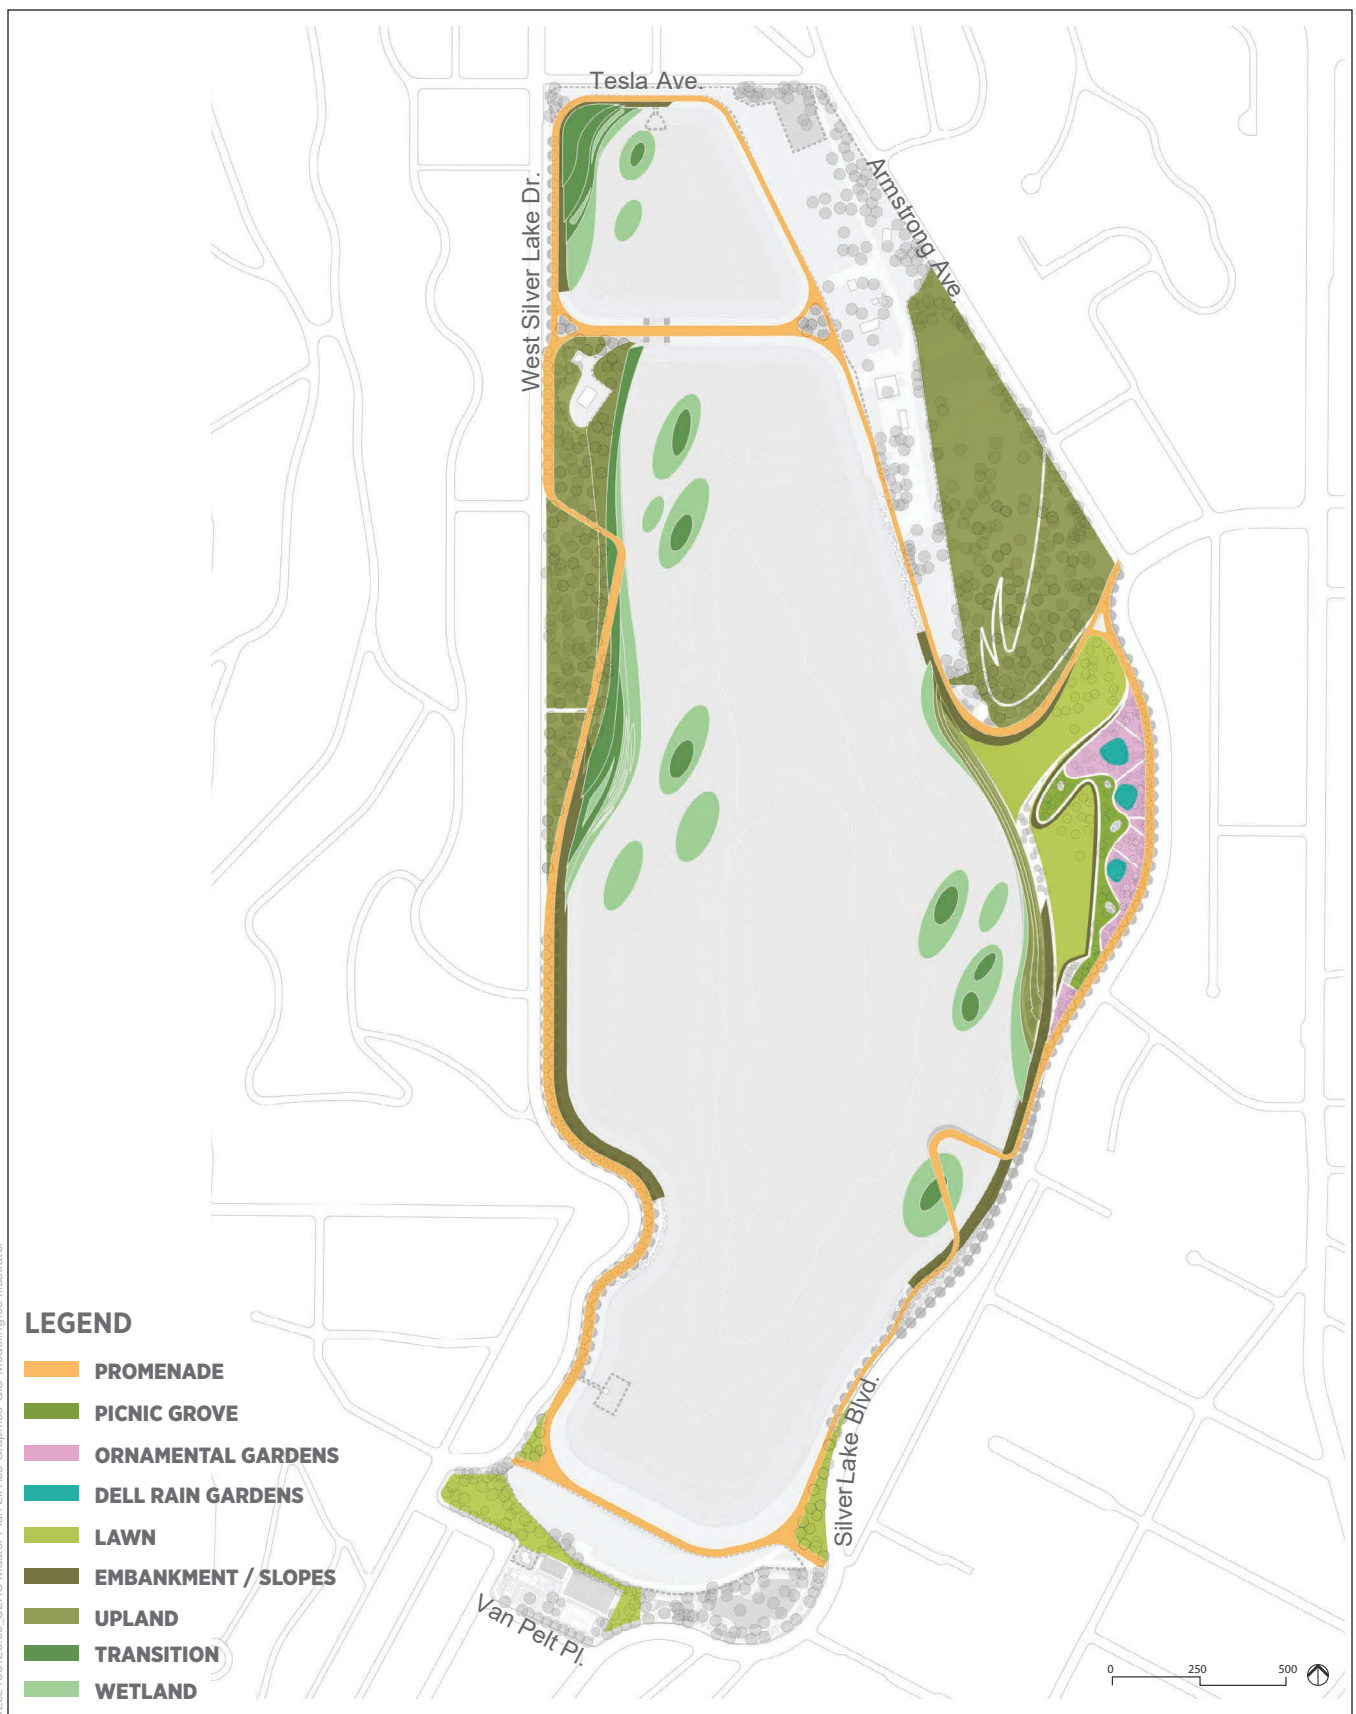 Tesla Ave.
Armstrong Ave.
West Silver Lake Dr.
LEGEND
PROMENADE
PICNIC GROVE
ORNAMENTAL GARDENS
DELL RAIN GARDENS
LAWN
EMBANKMENT / SLOPES
UPLAND
TRANSITION
WETLAND
Silver Lake Blvd.
Van Pelt Pl.
0 250 500